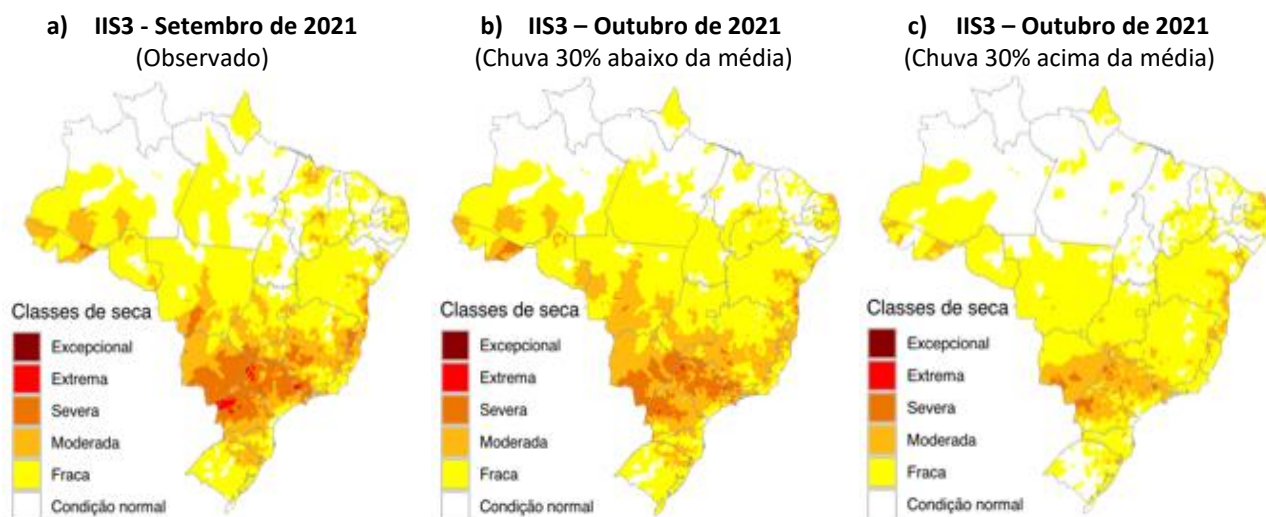 a) IIS3 - Setembro de 2021
(Observado)
b) IIS3 – Outubro de 2021
(Chuva 30% abaixo da média)
c) IIS3 – Outubro de 2021
(Chuva 30% acima da média)
Classes de seca
Excepcional
Extrema
Severa
Moderada
Fraca
Condição normal
Classes de seca
Excepcional
Extrema
Severa
Moderada
Fraca
Condição normal
Classes de seca
Excepcional
Extrema
Severa
Moderada
Fraca
Condição normal